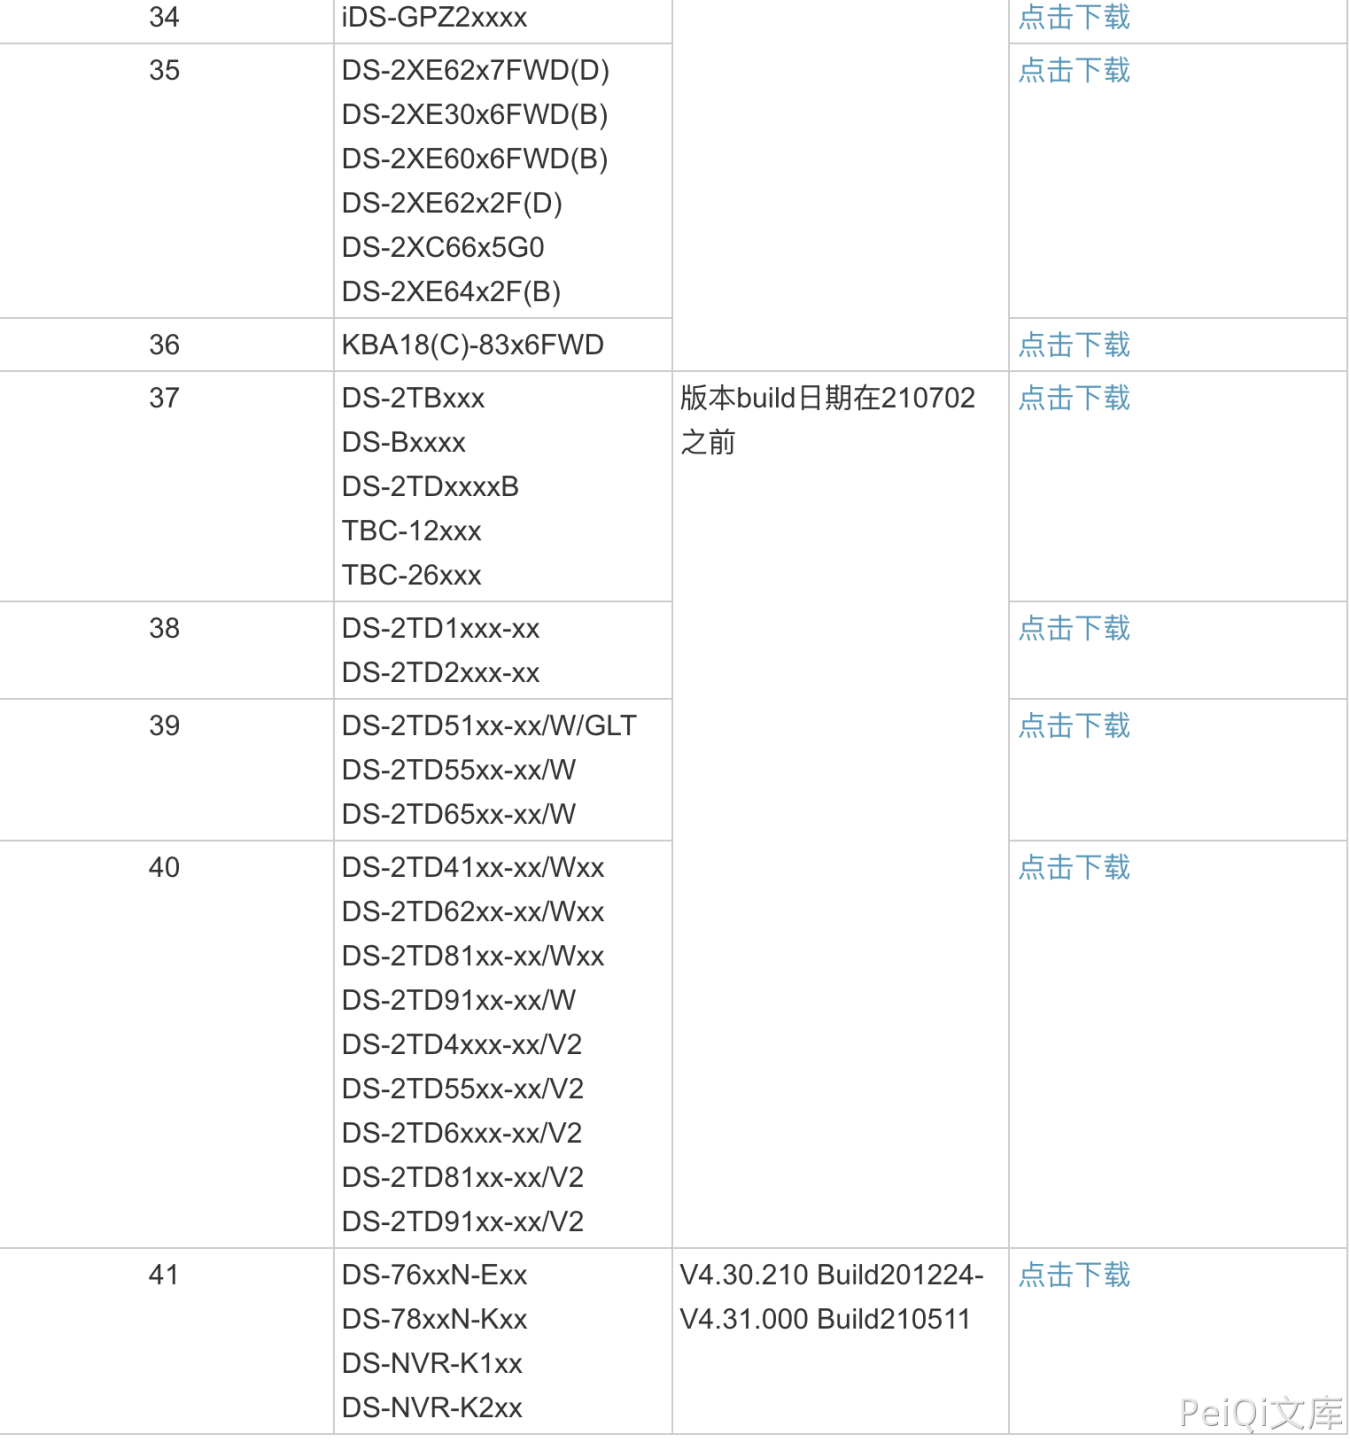 34 iDS-GPZ2xxxx 点击下载
35 DS-2XE62x7FWD(D) 点击下载
DS-2XE30x6FWD(B)
DS-2XE60x6FWD(B)
DS-2XE62x2F(D)
DS-2XC66x5G0
DS-2XE64x2F(B)
36 KBA18(C)-83x6FWD 点击下载
37 DS-2TBxxx 版本build日期在210702 点击下载
DS-Bxxxx 之前
DS-2TDxxxxB
TBC-12xxx
TBC-26xxx
38 DS-2TD1xxx-xx 点击下载
DS-2TD2xxx-xx
39 DS-2TD51xx-xx/W/GLT 点击下载
DS-2TD55xx-xx/W
DS-2TD65xx-xx/W
40 DS-2TD41xx-xx/Wxx 点击下载
DS-2TD62xx-xx/Wxx
DS-2TD81xx-xx/Wxx
DS-2TD91xx-xx/W
DS-2TD4xxx-xx/V2
DS-2TD55xx-xx/V2
DS-2TD6xxx-xx/V2
DS-2TD81xx-xx/V2
DS-2TD91xx-xx/V2
41 DS-76xxN-Exx V4.30.210 Build201224- 点击下载
DS-78xxN-Kxx V4.31.000 Build210511
DS-NVR-K1xx
DS-NVR-K2xx
PeiQi文库